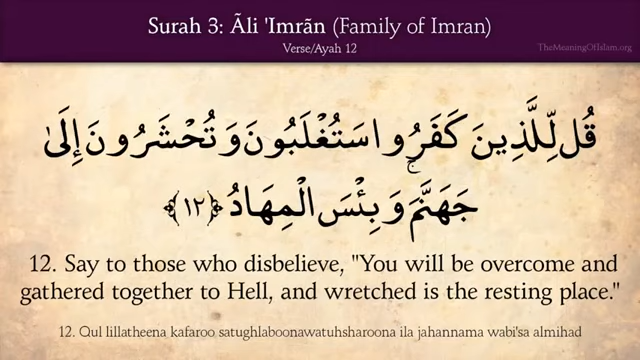 Surah 3: Ãli 'Imrãn (Family of Imran)
Verse/Ayah 12
TheMeaningOfIslam.org
قُل لِّلَّذِينَ كَفَرُوا سَتُغْلَبُونَ وَتُحْشَرُونَ إِلَىٰ
جَهَنَّمَ ۚ وَبِئْسَ الْمِهَادُ ﴿١٢﴾
12. Say to those who disbelieve, "You will be overcome and
gathered together to Hell, and wretched is the resting place."
12. Qul lillatheena kafaroo satughlaboonawatuhsharoona ila jahannama wabi'sa almihad